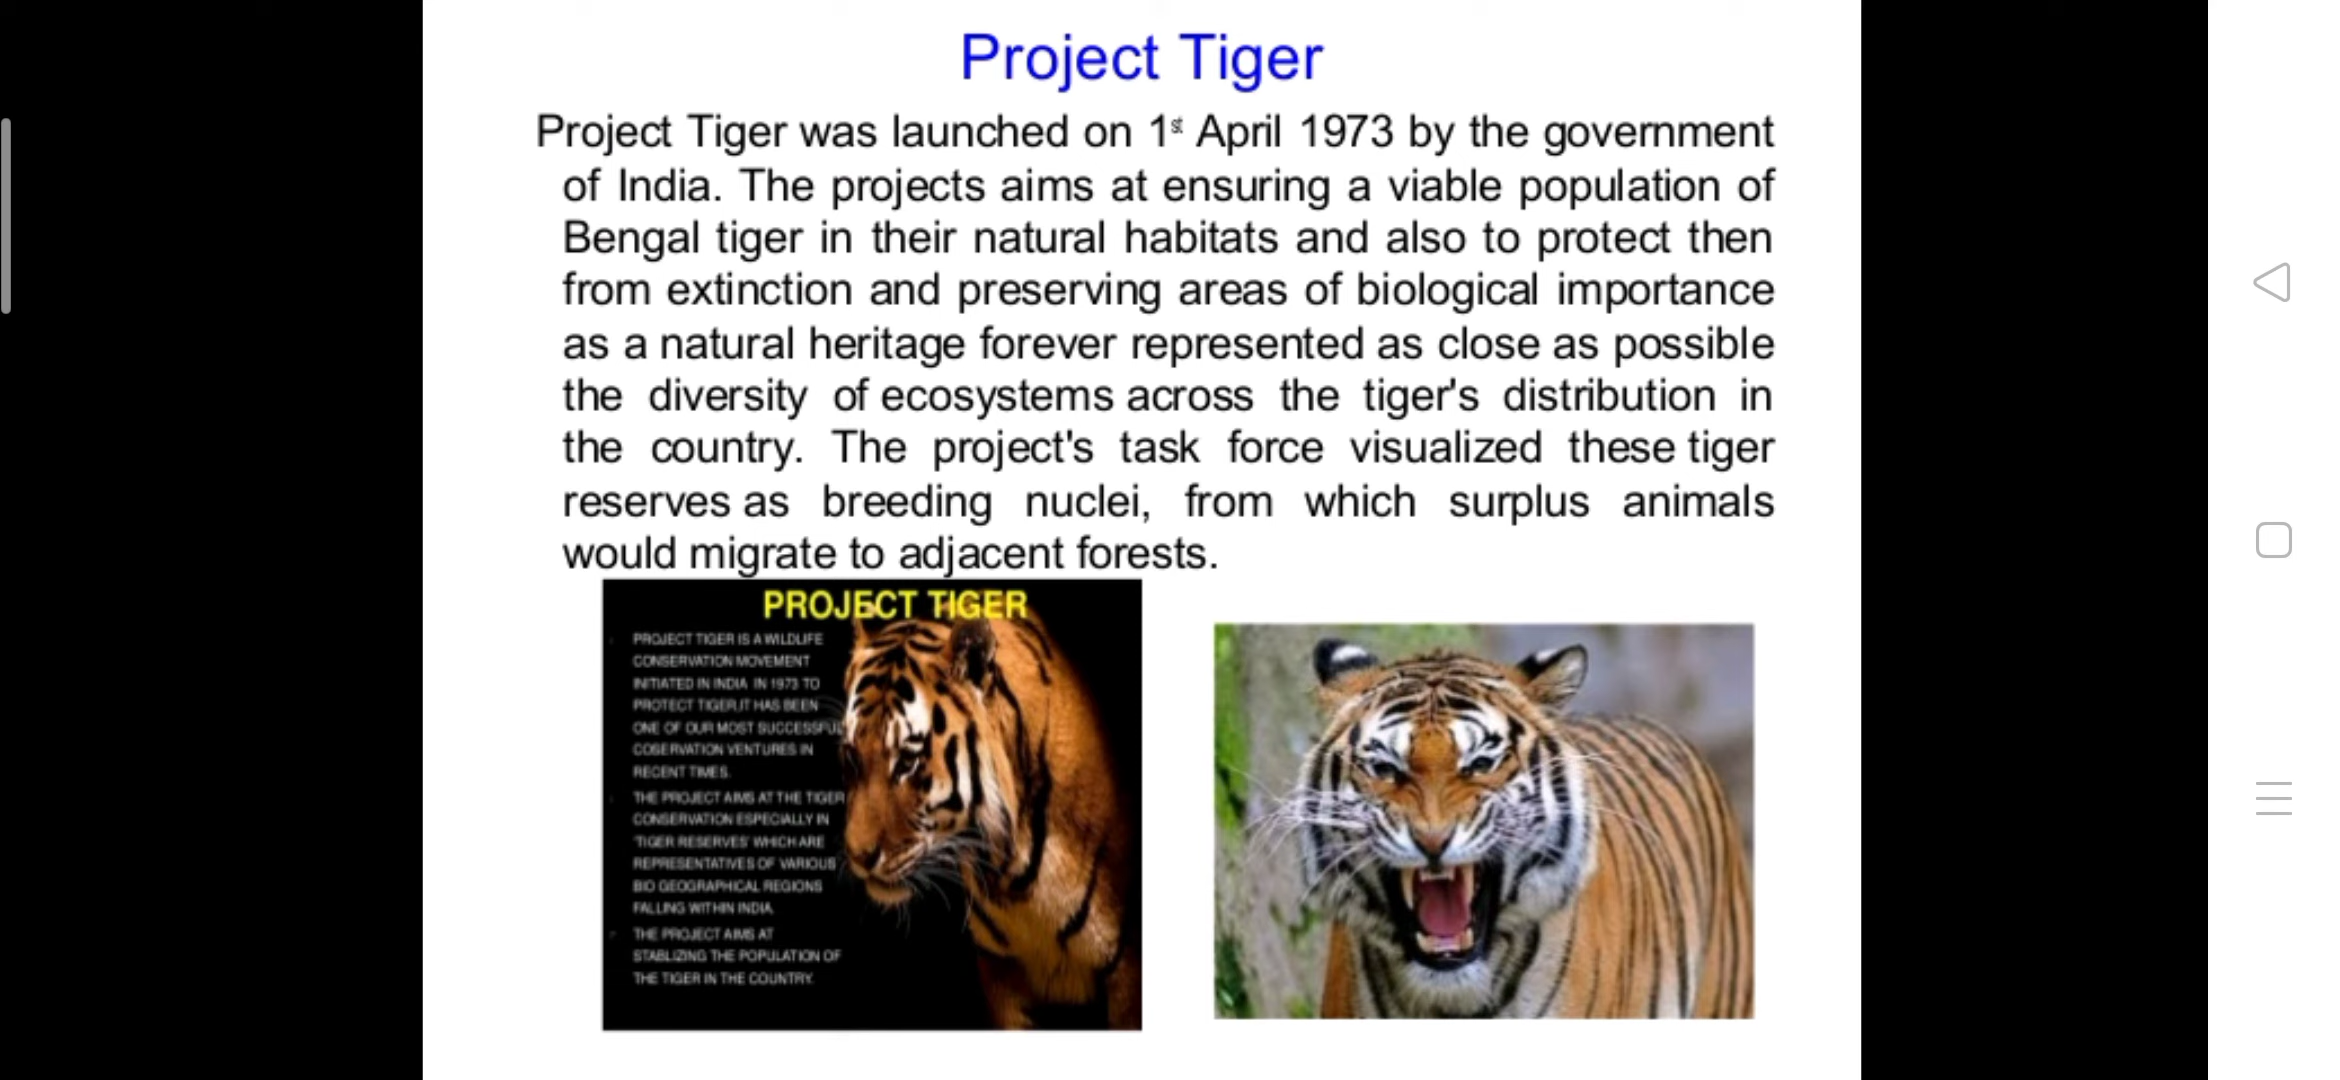 Project Tiger
Project Tiger was launched on 1st April 1973 by the government
of India. The projects aims at ensuring a viable population of
Bengal tiger in their natural habitats and also to protect then
from extinction and preserving areas of biological importance
as a natural heritage forever represented as close as possible
the diversity of ecosystems across the tiger's distribution in
the country. The project's task force visualized these tiger
reserves as breeding nuclei, from which surplus animals
would migrate to adjacent forests.
PROJECT TIGER
PROJECT TIGER IS A WILDLIFE
CONSERVATION MOVEMENT
INITIATED IN INDIA IN 1973 TO
PROTECT TIGER.IT HAS BEEN
ONE OF OUR MOST SUCCESSFUL
COSERVATION VENTURES IN
RECENT TIMES.
THE PROJECT AIMS AT THE TIGER
CONSERVATION ESPECIALLY IN
'TIGER RESERVES' WHICH ARE
REPRESENTATIVES OF VARIOUS
BIO GEOGRAPHICAL REGIONS
FALLING WITHIN INDIA.
THE PROJECT AIMS AT
STABLIZING THE POPULATION OF
THE TIGER IN THE COUNTRY.